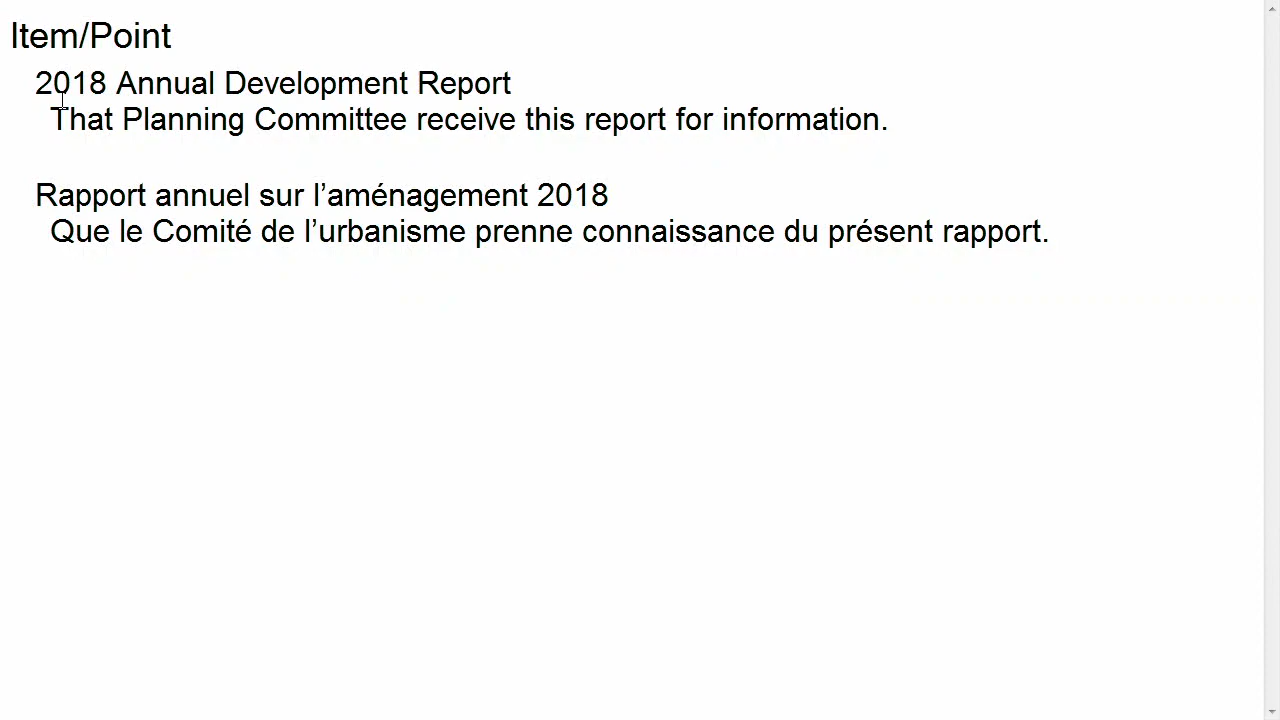 Item/Point
2018 Annual Development Report
That Planning Committee receive this report for information.
Rapport annuel sur l’aménagement 2018
Que le Comité de l’urbanisme prenne connaissance du présent rapport.